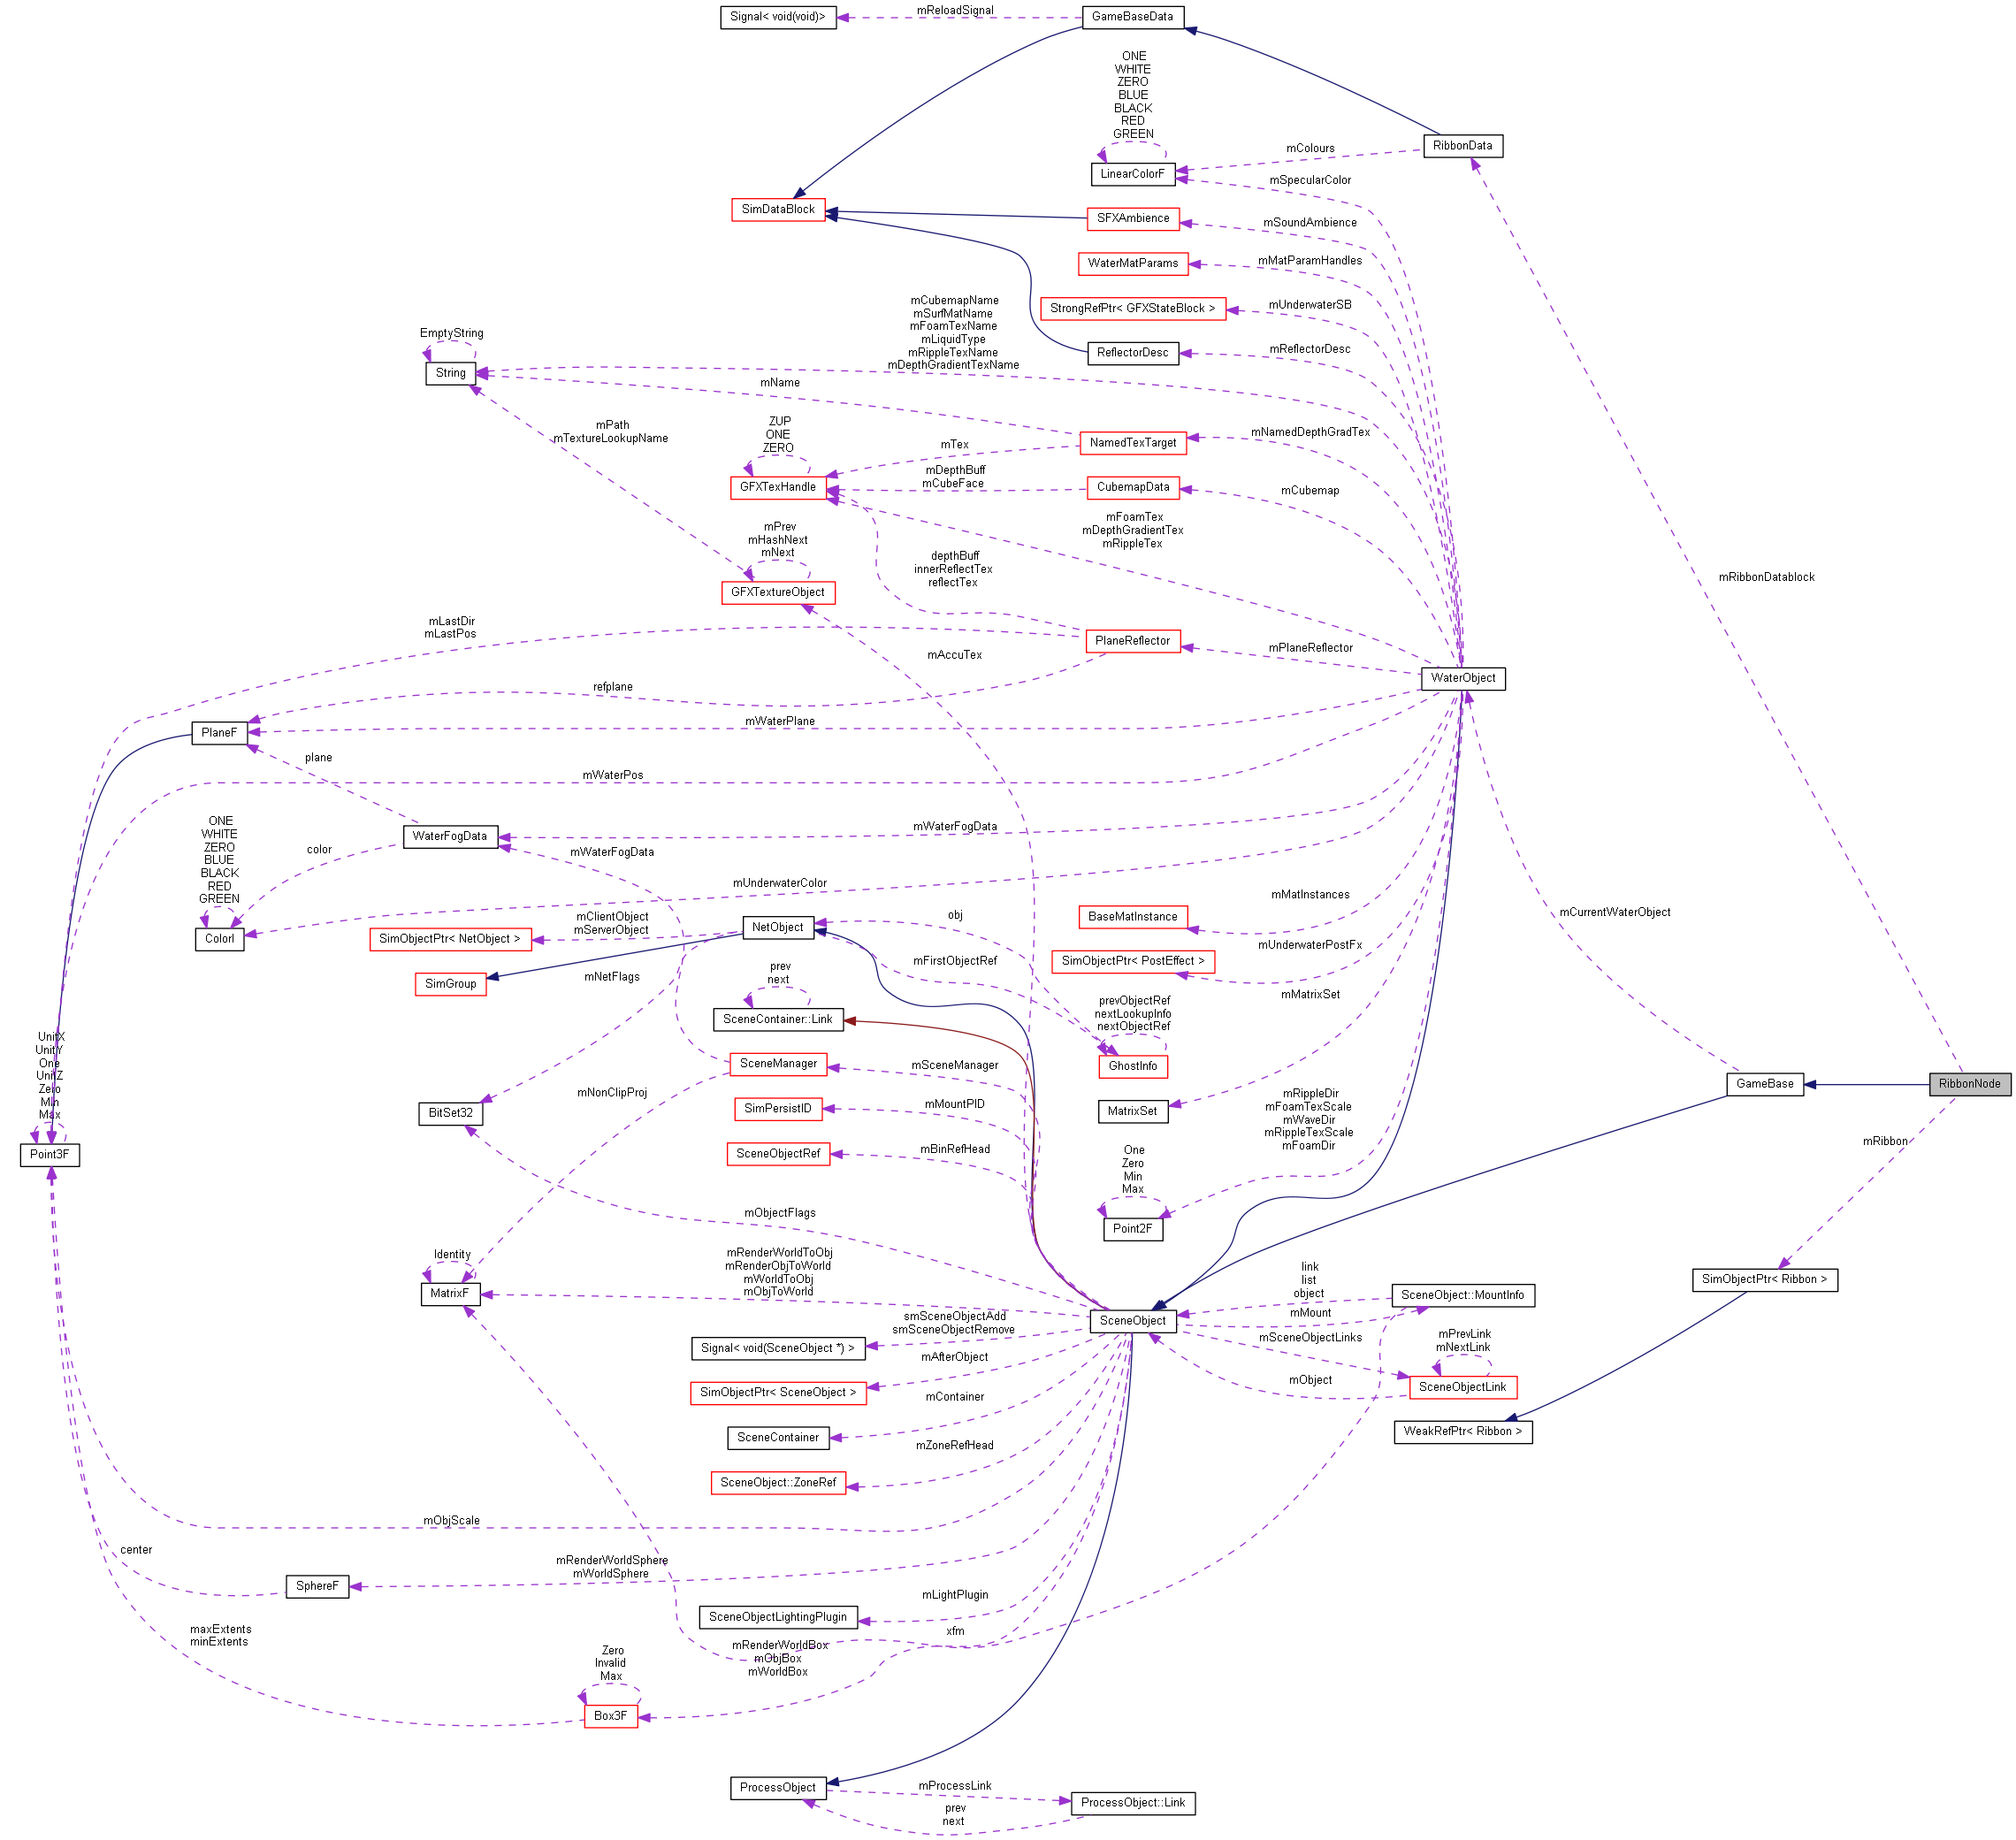 Signal< void(void)>
mReloadSignal
GameBaseData
ONE
WHITE
ZERO
BLUE
BLACK
RED
GREEN
RibbonData
mColours
LinearColorF
mSpecularColor
SimDataBlock
SFXAmbience
mSoundAmbience
WaterMatParams
mMatParamHandles
StrongRefPtr< GFXStateBlock >
mUnderwaterSB
mCubemapName
mSurfMatName
mFoamTexName
mLiquidType
mRippleTexName
mDepthGradientTexName
EmptyString
String
ReflectorDesc
mReflectorDesc
mName
mPath
mTextureLookupName
ZUP
ONE
ZERO
mTex
NamedTexTarget
mNamedDepthGradTex
GFXTexHandle
mDepthBuff
mCubeFace
CubemapData
mCubemap
mPrev
mHashNext
mNext
mFoamTex
mDepthGradientTex
mRippleTex
depthBuff
innerReflectTex
reflectTex
GFXTextureObject
mRibbonDatablock
mLastDir
mLastPos
mAccuTex
PlaneReflector
mPlaneReflector
WaterObject
refplane
PlaneF
mWaterPlane
plane
mWaterPos
ONE
WHITE
ZERO
BLUE
BLACK
RED
GREEN
color
WaterFogData
mWaterFogData
mWaterFogData
mUnderwaterColor
ColorI
mClientObject
mServerObject
SimObjectPtr< NetObject >
NetObject
obj
BaseMatInstance
mMatInstances
mCurrentWaterObject
SimGroup
mNetFlags
mFirstObjectRef
SimObjectPtr< PostEffect >
mUnderwaterPostFx
prev
next
SceneContainer::Link
prevObjectRef
nextLookupInfo
nextObjectRef
mMatrixSet
UnitX
UnitY
One
UnitZ
Zero
Min
Max
Point3F
SceneManager
mSceneManager
GhostInfo
GameBase
RibbonNode
mNonClipProj
BitSet32
SimPersistID
mMountPID
MatrixSet
mRippleDir
mFoamTexScale
mWaveDir
mRippleTexScale
mFoamDir
SceneObjectRef
mBinRefHead
One
Zero
Min
Max
mRibbon
mObjectFlags
Point2F
Identity
MatrixF
mRenderWorldToObj
mRenderObjToWorld
mWorldToObj
mObjToWorld
link
list
object
SceneObject::MountInfo
SimObjectPtr< Ribbon >
mMount
Signal< void(SceneObject *) >
smSceneObjectAdd
smSceneObjectRemove
SceneObject
mSceneObjectLinks
mPrevLink
mNextLink
mAfterObject
SimObjectPtr< SceneObject >
mObject
SceneObjectLink
mContainer
SceneContainer
WeakRefPtr< Ribbon >
mZoneRefHead
SceneObject::ZoneRef
mObjScale
center
SphereF
mRenderWorldSphere
mWorldSphere
mLightPlugin
SceneObjectLightingPlugin
maxExtents
minExtents
xfm
mRenderWorldBox
mObjBox
mWorldBox
Zero
Invalid
Max
Box3F
ProcessObject
mProcessLink
ProcessObject::Link
prev
next